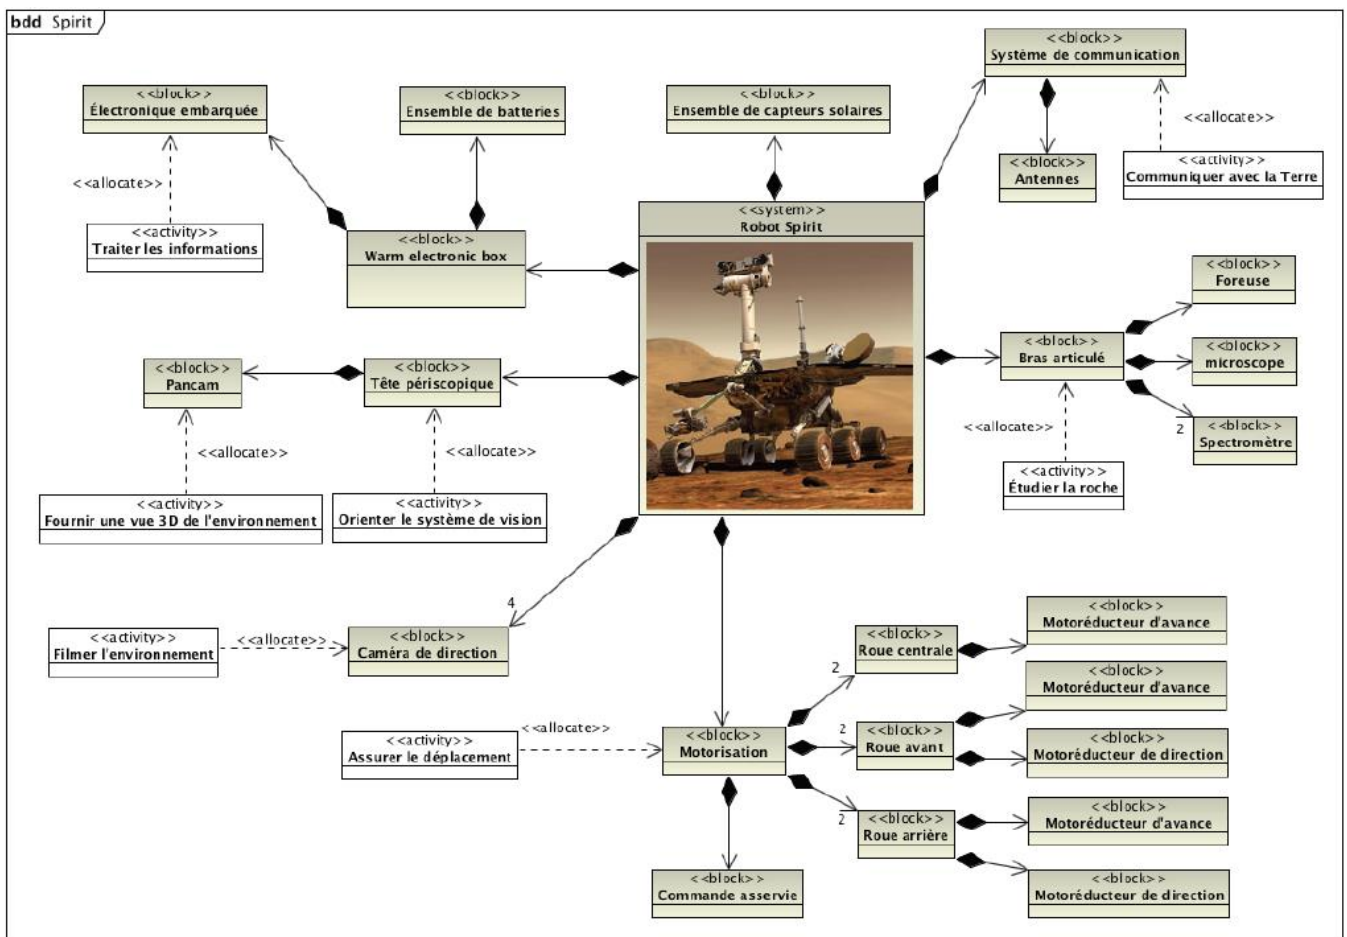 bdd Spirit
<<block>>
Système de communication
<<block>>
Électronique embarquée
<<block>>
Ensemble de batteries
<<block>>
Ensemble de capteurs solaires
<<allocate>>
<<block>>
Antennes
<<activity>>
Communiquer avec la Terre
<<allocate>>
<<activity>>
Traiter les informations
<<block>>
Warm electronic box
<<system>>
Robot Spirit
<<block>>
Foreuse
<<block>>
Bras articulé
<<block>>
microscope
<<block>>
Pancam
<<block>>
Tête périscopique
2
<<block>>
Spectromètre
<<allocate>>
<<allocate>>
<<allocate>>
<<activity>>
Étudier la roche
<<activity>>
Fournir une vue 3D de l'environnement
<<activity>>
Orienter le système de vision
4
<<activity>>
Filmer l'environnement
<<allocate>>
<<block>>
Caméra de direction
<<block>>
Roue centrale
<<block>>
Motoréducteur d'avance
2
<<block>>
Motoréducteur d'avance
<<allocate>>
<<activity>>
Assurer le déplacement
<<block>>
Motorisation
2
<<block>>
Roue avant
<<block>>
Motoréducteur de direction
2
<<block>>
Roue arrière
<<block>>
Motoréducteur d'avance
<<block>>
Commande asservie
<<block>>
Motoréducteur de direction